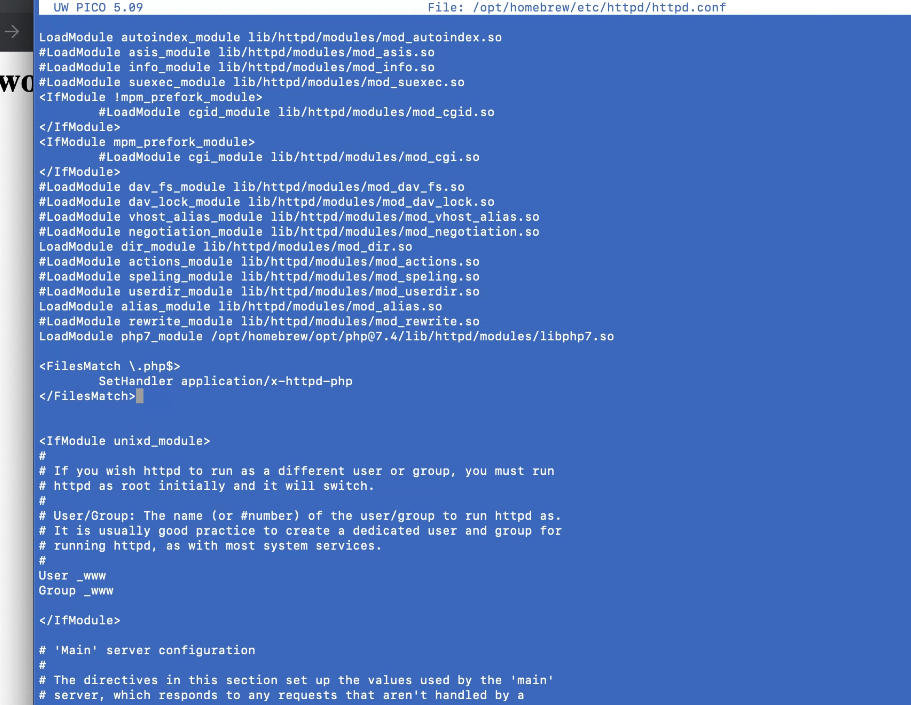 UW PICO 5.09 File: /opt/homebrew/etc/httpd/httpd.conf
LoadModule autoindex_module lib/httpd/modules/mod_autoindex.so
#LoadModule asis_module lib/httpd/modules/mod_asis.so
#LoadModule info_module lib/httpd/modules/mod_info.so
#LoadModule suexec_module lib/httpd/modules/mod_suexec.so
<IfModule !mpm_prefork_module>
#LoadModule cgid_module lib/httpd/modules/mod_cgid.so
</IfModule>
<IfModule mpm_prefork_module>
#LoadModule cgi_module lib/httpd/modules/mod_cgi.so
</IfModule>
#LoadModule dav_fs_module lib/httpd/modules/mod_dav_fs.so
#LoadModule dav_lock_module lib/httpd/modules/mod_dav_lock.so
#LoadModule vhost_alias_module lib/httpd/modules/mod_vhost_alias.so
#LoadModule negotiation_module lib/httpd/modules/mod_negotiation.so
LoadModule dir_module lib/httpd/modules/mod_dir.so
#LoadModule actions_module lib/httpd/modules/mod_actions.so
#LoadModule speling_module lib/httpd/modules/mod_speling.so
#LoadModule userdir_module lib/httpd/modules/mod_userdir.so
LoadModule alias_module lib/httpd/modules/mod_alias.so
#LoadModule rewrite_module lib/httpd/modules/mod_rewrite.so
LoadModule php7_module /opt/homebrew/opt/php@7.4/lib/httpd/modules/libphp7.so
<FilesMatch \.php$>
SetHandler application/x-httpd-php
</FilesMatch>
<IfModule unixd_module>
#
# If you wish httpd to run as a different user or group, you must run
# httpd as root initially and it will switch.
#
# User/Group: The name (or #number) of the user/group to run httpd as.
# It is usually good practice to create a dedicated user and group for
# running httpd, as with most system services.
#
User _www
Group _www
</IfModule>
# 'Main' server configuration
#
# The directives in this section set up the values used by the 'main'
# server, which responds to any requests that aren't handled by a